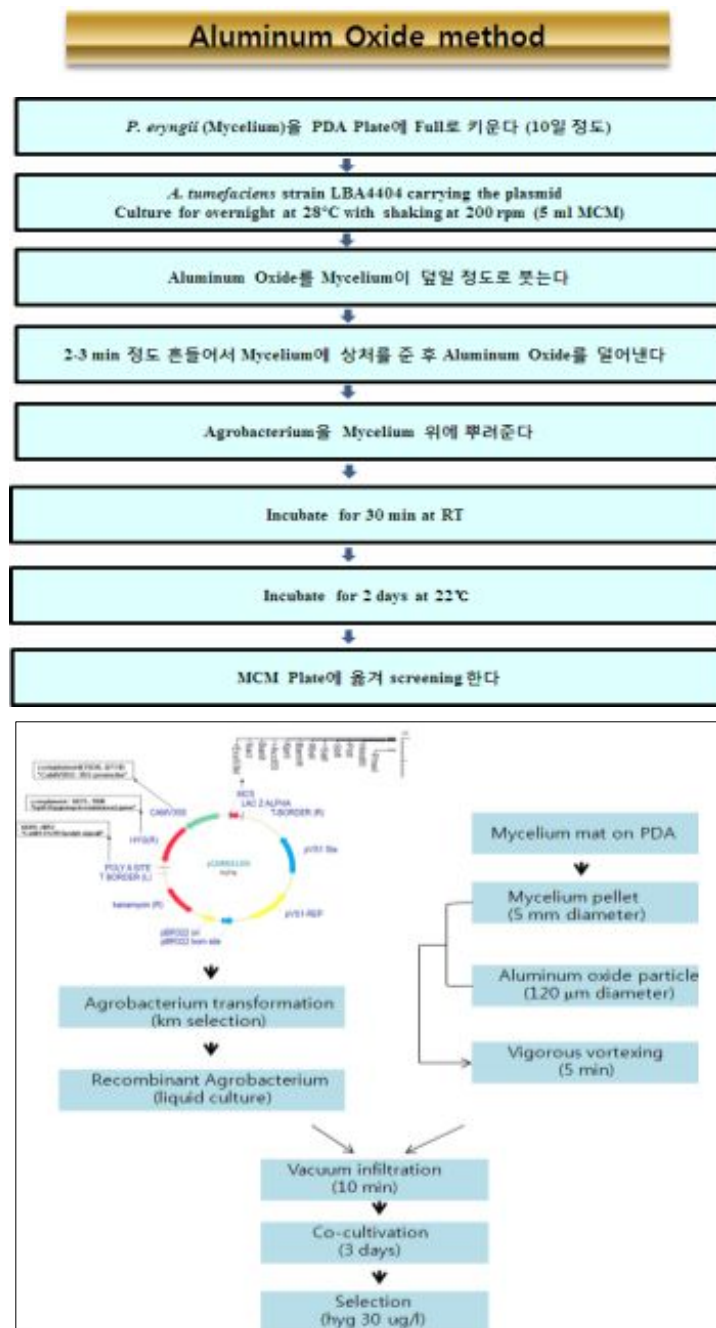 Aluminum Oxide method
P. eryngii (Mycelium)을 PDA Plate에 Full로 키운다 (10일 정도)
A. tumefaciens strain LBA4404 carrying the plasmid
Culture for overnight at 28°C with shaking at 200 rpm (5 ml MCM)
Aluminum Oxide를 Mycelium이 덮일 정도로 붓는다
2-3 min 정도 흔들어서 Mycelium에 상처를 준 후 Aluminum Oxide를 덜어낸다
Agrobacterium을 Mycelium 위에 뿌려준다
Incubate for 30 min at RT
Incubate for 2 days at 22℃
MCM Plate에 옮겨 screening 한다
MCS
LAC Z ALPHA
T-BORDER (R)
CAMV35S
HYG(R)
pVS1 Sta
POLY A SITE
T BORDER (L)
kanamycin (R)
pVS1-REP
pBR322 ori
pBR322 bom site
Agrobacterium transformation
(km selection)
Recombinant Agrobacterium
(liquid culture)
Mycelium mat on PDA
Mycelium pellet
(5 mm diameter)
Aluminum oxide particle
(120 μm diameter)
Vigorous vortexing
(5 min)
Vacuum infiltration
(10 min)
Co-cultivation
(3 days)
Selection
(hyg 30 ug/l)